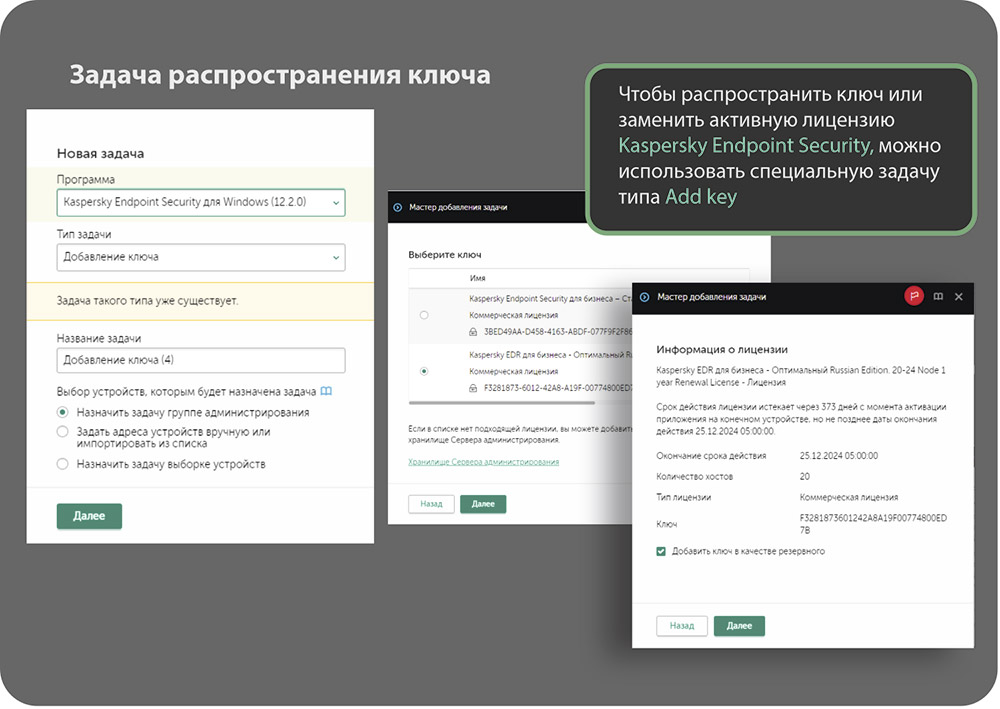 Задача распространения ключа
Чтобы распространить ключ или
заменить активную лицензию
Kaspersky Endpoint Security, можно
использовать специальную задачу
типа Add key
Новая задача
Программа
Kaspersky Endpoint Security для Windows (12.2.0)
Тип задачи
Добавление ключа
Задача такого типа уже существует.
Название задачи
Добавление ключа (4)
Выбор устройств, которым будет назначена задача
Назначить задачу группе администрирования
Задать адреса устройств вручную или
импортировать из списка
Назначить задачу выборке устройств
Далее
Мастер добавления задачи
Выберите ключ
Имя
Kaspersky Endpoint Security для бизнеса –
Коммерческая лицензия
3BED49AA-D458-4163-ABDF-077F9F2F86
Kaspersky EDR для бизнеса - Оптимальный
Коммерческая лицензия
F3281873-6012-42A8-A19F-00774800ED
Если в списке нет подходящей лицензии, вы можете добавить
хранилище Сервера администрирования.
Хранилище Сервера администрирования
Назад
Далее
Мастер добавления задачи
Информация о лицензии
Kaspersky EDR для бизнеса - Оптимальный Russian Edition. 20-24 Node 1
year Renewal License - Лицензия
Срок действия лицензии истекает через 373 дней с момента активации
приложения на конечном устройстве, но не позднее даты окончания
действия 25.12.2024 05:00:00.
Окончание срока действия 25.12.2024 05:00:00
Количество хостов 20
Тип лицензии Коммерческая лицензия
Ключ F3281873601242A8A19F00774800ED
7B
Добавить ключ в качестве резервного
Назад
Далее